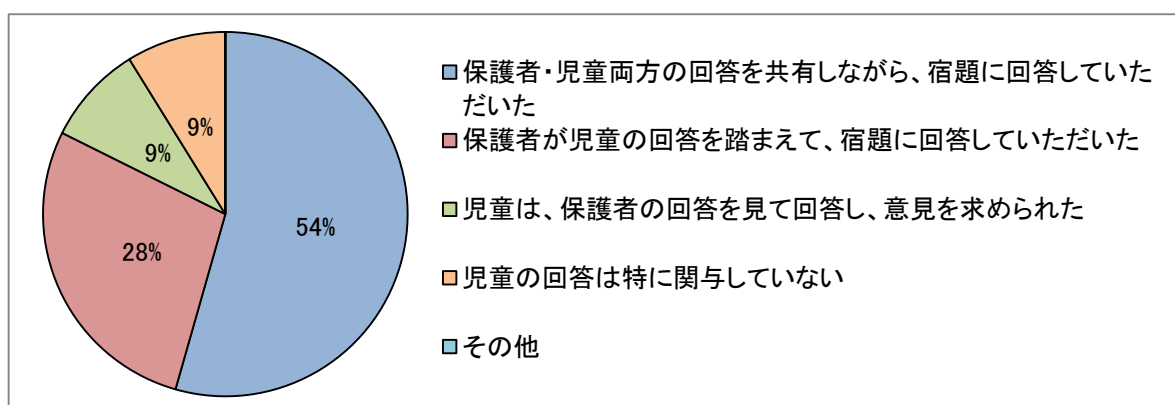 54%
28%
9%
9%
保護者・児童両方の回答を共有しながら、宿題に回答していた
だいた
保護者が児童の回答を踏まえて、宿題に回答していただいた
児童は、保護者の回答を見て回答し、意見を求められた
児童の回答は特に関与していない
その他